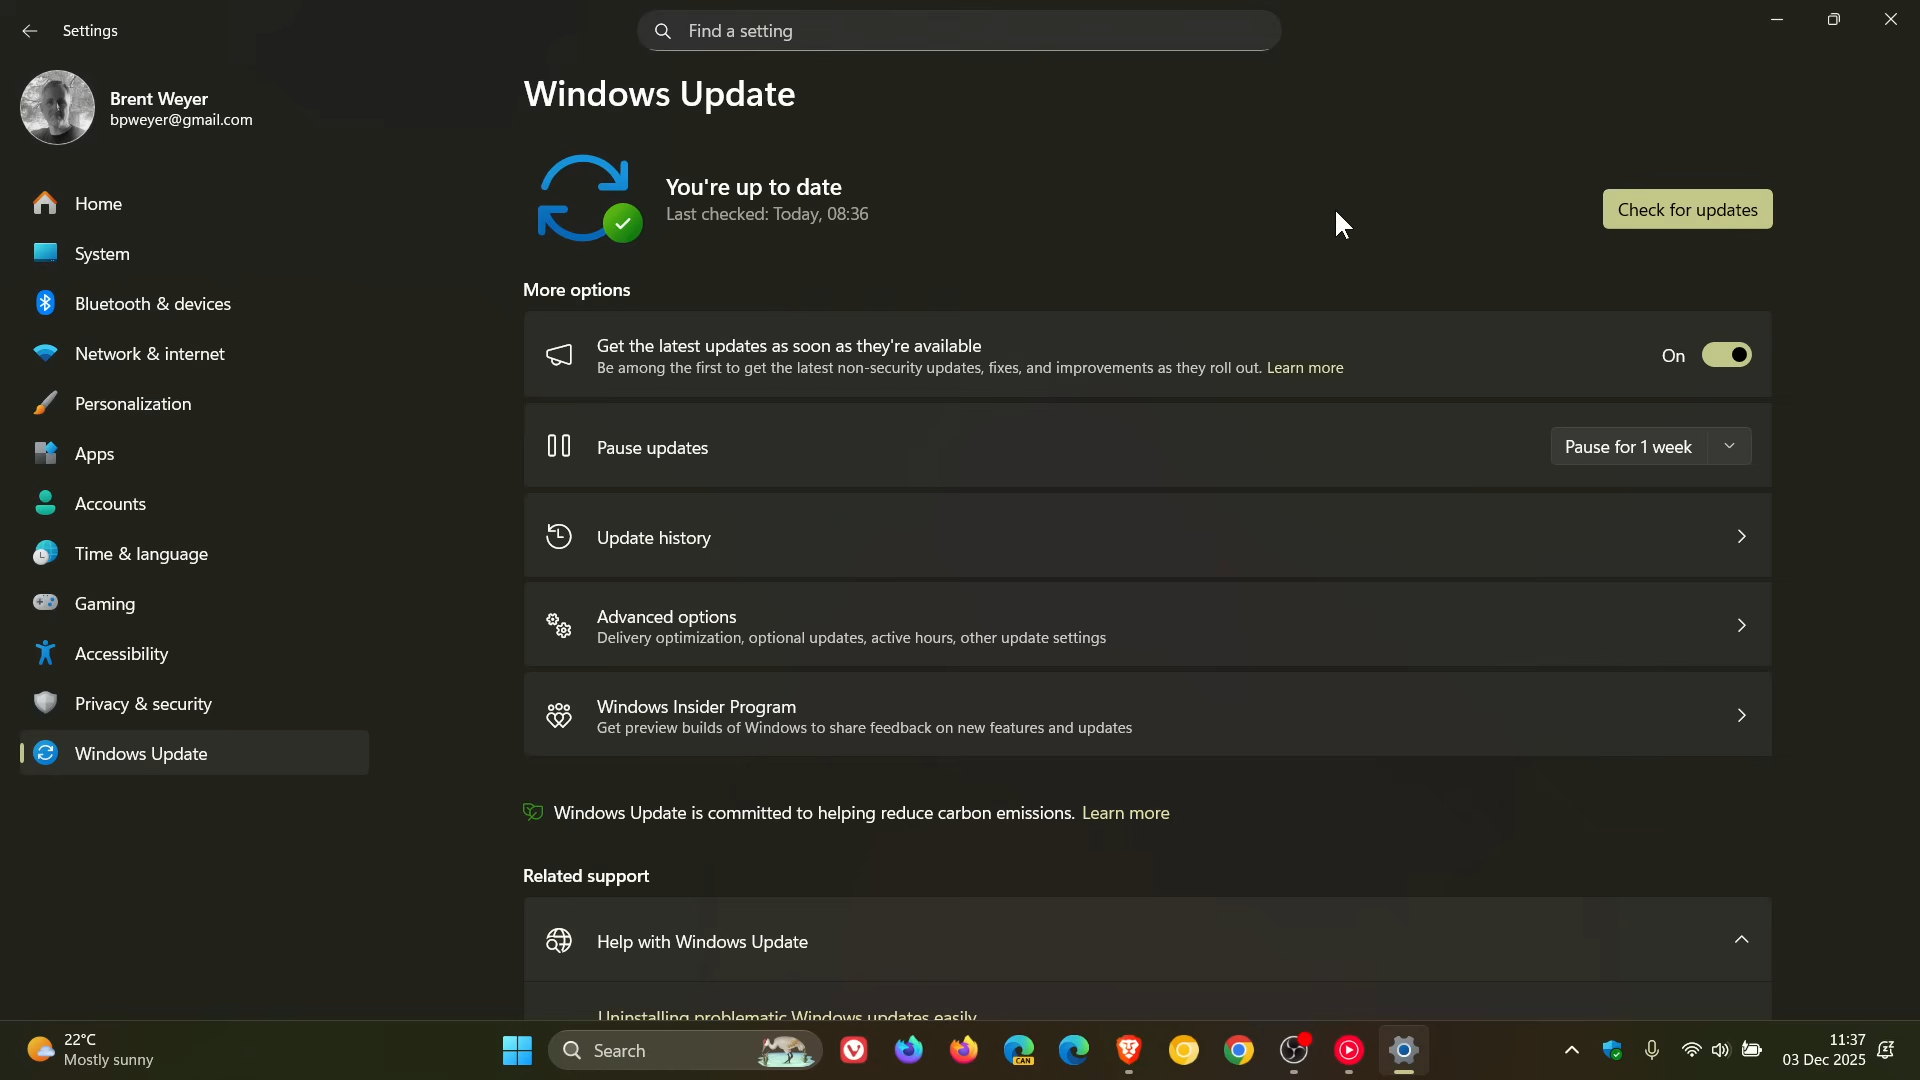 Settings
Find a setting
Brent Weyer
bpweyer@gmail.com
Home
System
Bluetooth & devices
Network & internet
Personalization
Apps
Accounts
Time & language
Gaming
Accessibility
Privacy & security
Windows Update
Windows Update
You're up to date
Last checked: Today, 08:36
Check for updates
More options
Get the latest updates as soon as they're available
Be among the first to get the latest non-security updates, fixes, and improvements as they roll out. Learn more
On
Pause updates
Pause for 1 week
Update history
Advanced options
Delivery optimization, optional updates, active hours, other update settings
Windows Insider Program
Get preview builds of Windows to share feedback on new features and updates
Windows Update is committed to helping reduce carbon emissions. Learn more
Related support
Help with Windows Update
Uninstalling problematic Windows updates easily
22°C
Mostly sunny
Search
CAN
11:37
03 Dec 2025